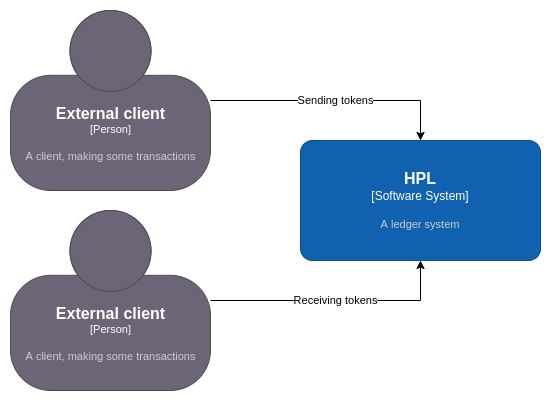 External client
[Person]
A client, making some transactions
Sending tokens
HPL
[Software System]
A ledger system
External client
[Person]
A client, making some transactions
Receiving tokens